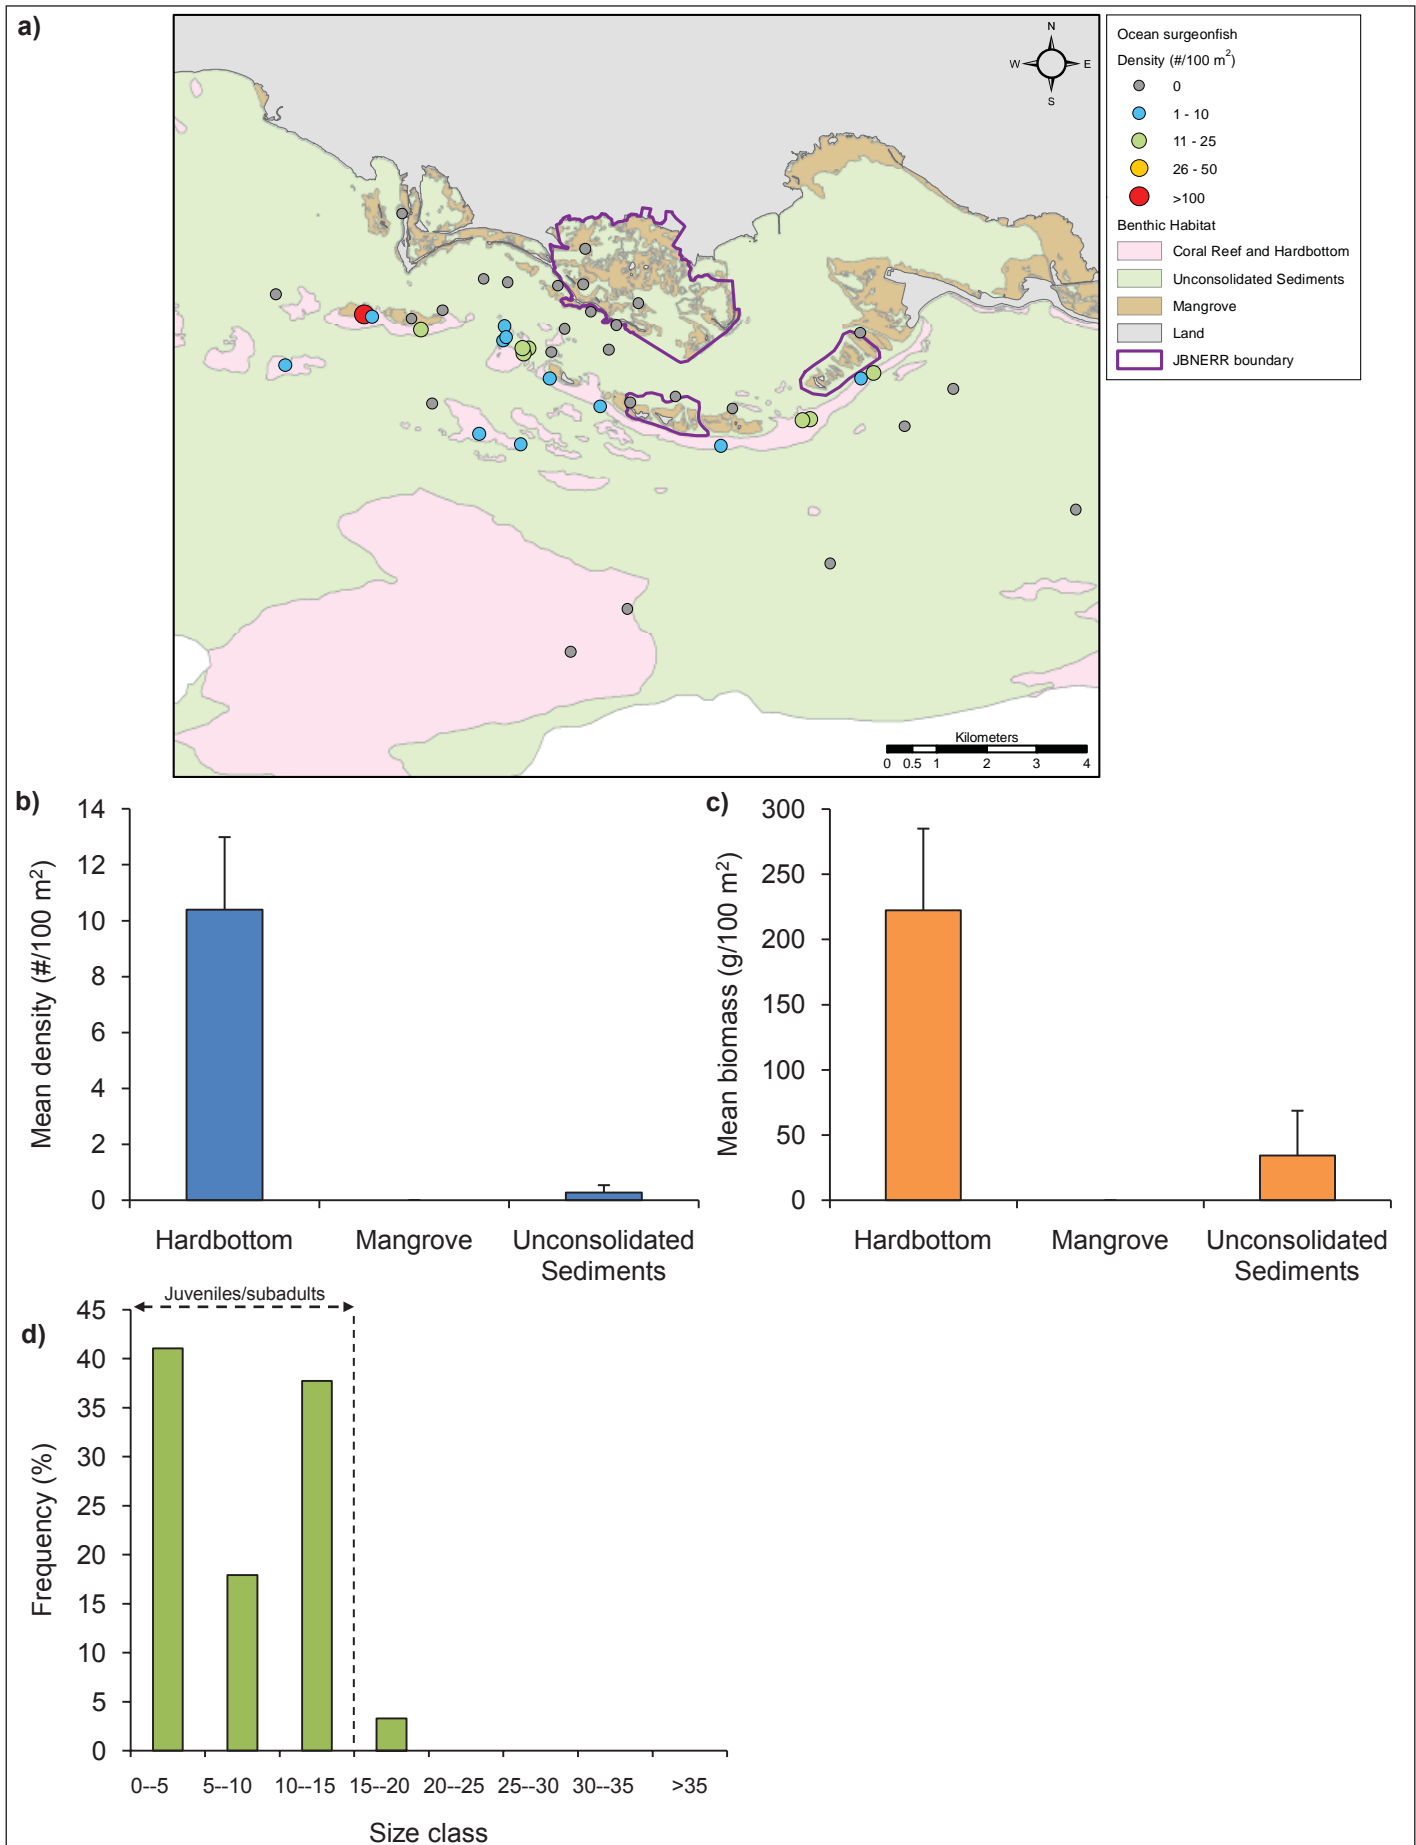 a)
N
W E
S
Kilometers
0 0.5 1 2 3 4
Ocean surgeonfish
Density (#/100 m²)
0
1 - 10
11 - 25
26 - 50
>100
Benthic Habitat
Coral Reef and Hardbottom
Unconsolidated Sediments
Mangrove
Land
JBNERR boundary
b)
Mean density (#/100 m²)
14
12
10
8
6
4
2
0
Hardbottom Mangrove Unconsolidated
Sediments
c)
Mean biomass (g/100 m²)
300
250
200
150
100
50
0
Hardbottom Mangrove Unconsolidated
Sediments
d)
Juveniles/subadults
Frequency (%)
45
40
35
30
25
20
15
10
5
0
0--5 5--10 10--15 15--20 20--25 25--30 30--35 >35
Size class